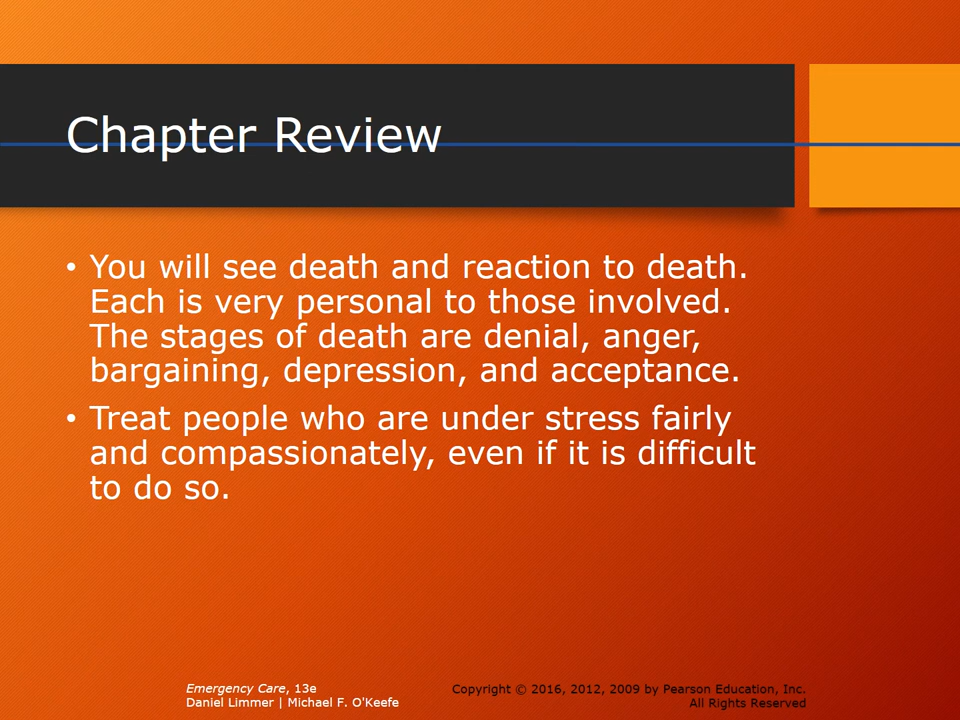 Chapter Review
• You will see death and reaction to death.
Each is very personal to those involved.
The stages of death are denial, anger,
bargaining, depression, and acceptance.
• Treat people who are under stress fairly
and compassionately, even if it is difficult
to do so.
Emergency Care, 13e
Daniel Limmer | Michael F. O'Keefe
Copyright © 2016, 2012, 2009 by Pearson Education, Inc.
All Rights Reserved